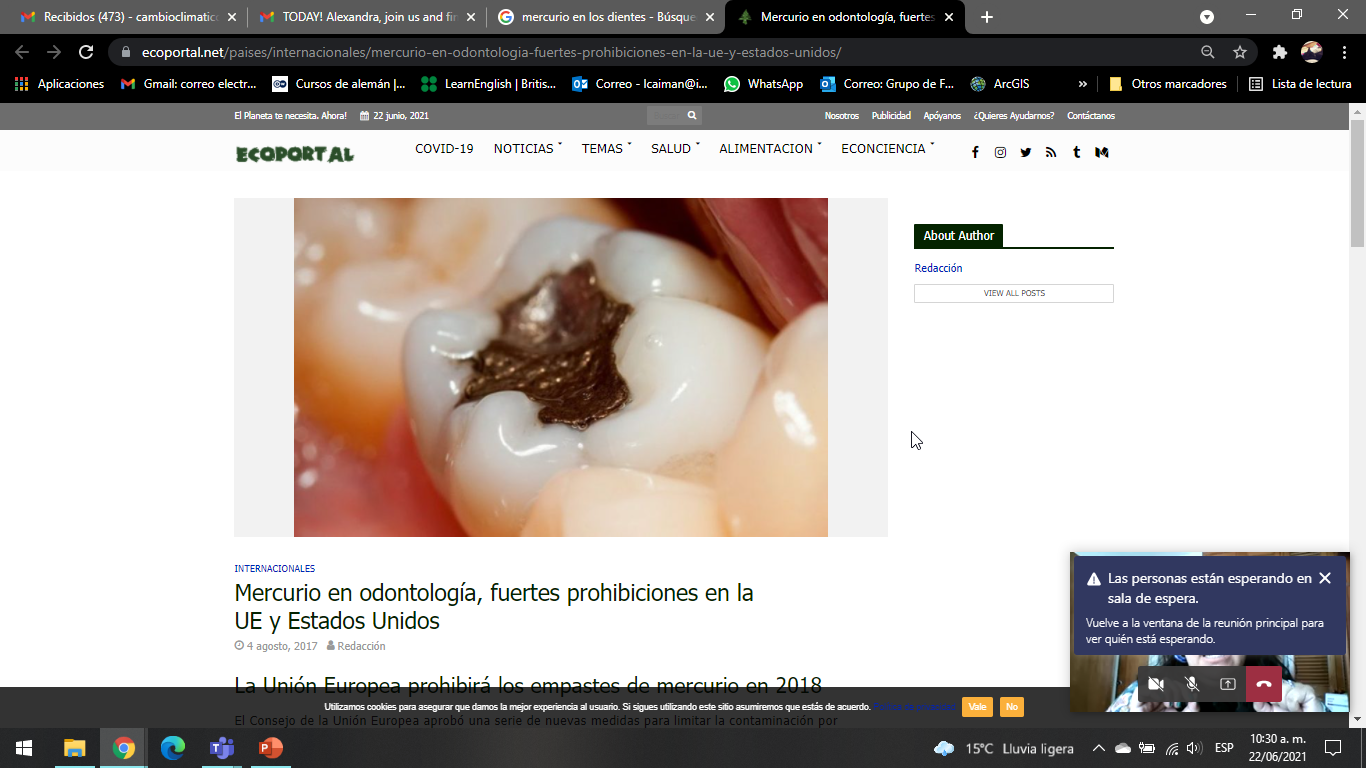 Recibidos (473) - cambioclimatic
TODAY! Alexandra, join us and fin
mercurio en los dientes - Búsque
Mercurio en odontología, fuertes
ecoportal.net/paises/internacionales/mercurio-en-odontologia-fuertes-prohibiciones-en-la-ue-y-estados-unidos/
Aplicaciones
Gmail: correo electr...
Cursos de alemán |...
LearnEnglish | Britis...
Correo - lcaiman@i...
WhatsApp
Correo: Grupo de F...
ArcGIS
»
Otros marcadores
Lista de lectura
El Planeta te necesita. Ahora!
22 junio, 2021
Nosotros
Publicidad
Apóyanos
¿Quieres Ayudarnos?
Contáctanos
ECOPORTAL
COVID-19
NOTICIAS
TEMAS
SALUD
ALIMENTACION
ECONCIENCIA
About Author
Redacción
VIEW ALL POSTS
INTERNACIONALES
Mercurio en odontología, fuertes prohibiciones en la
UE y Estados Unidos
4 agosto, 2017
Redacción
La Unión Europea prohibirá los empastes de mercurio en 2018
Utilizamos cookies para asegurar que damos la mejor experiencia al usuario. Si sigues utilizando este sitio asumiremos que estás de acuerdo.
Vale
No
El Consejo de la Unión Europea aprobó una serie de nuevas medidas para limitar la contaminación por
Las personas están esperando en
sala de espera.
Vuelve a la ventana de la reunión principal para
ver quién está esperando.
15°C Lluvia ligera
ESP
10:30 a. m.
22/06/2021